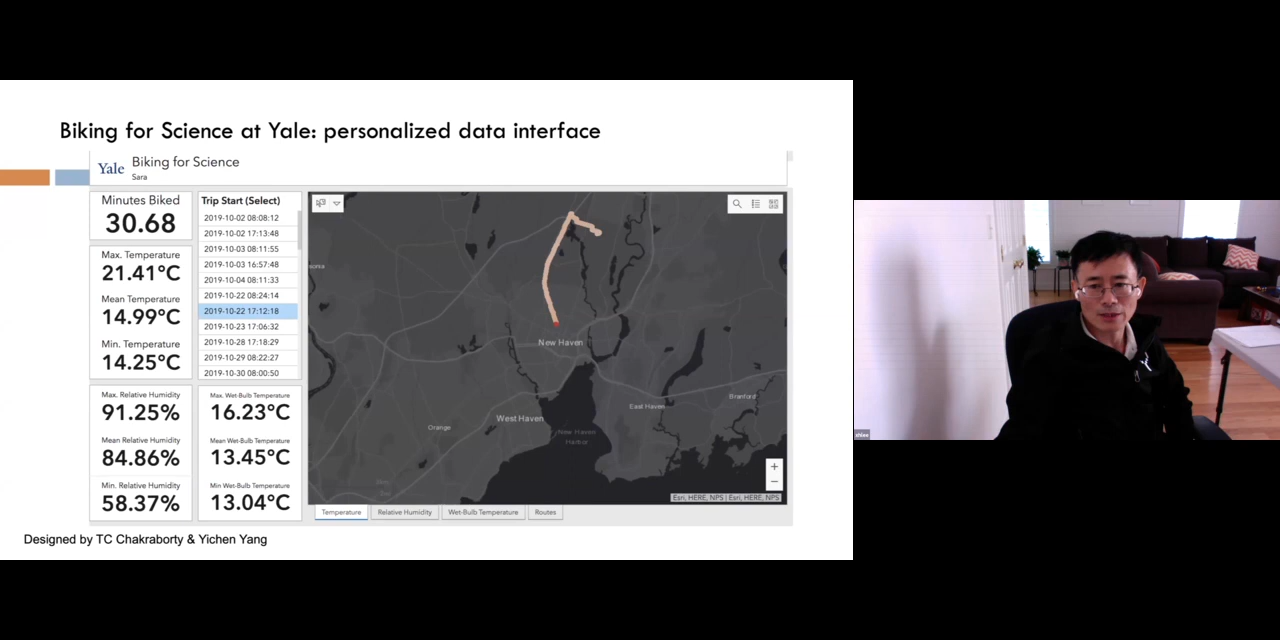 Biking for Science at Yale: personalized data interface
Yale
Biking for Science
Sara
Minutes Biked
30.68
Max. Temperature
21.41°C
Mean Temperature
14.99°C
Min. Temperature
14.25°C
Trip Start (Select)
2019-10-02 08:08:12
2019-10-02 17:13:48
2019-10-03 08:11:55
2019-10-03 16:57:48
2019-10-04 08:11:33
2019-10-22 08:24:14
2019-10-22 17:12:18
2019-10-23 17:06:32
2019-10-28 17:18:29
2019-10-29 08:22:27
2019-10-30 08:00:50
Max. Relative Humidity
91.25%
Mean Relative Humidity
84.86%
Min. Relative Humidity
58.37%
Max. Wet-Bulb Temperature
16.23°C
Mean Wet-Bulb Temperature
13.45°C
Min Wet-Bulb Temperature
13.04°C
New Haven
West Haven
East Haven
Branford
Orange
New Haven
Harbor
Esri, HERE, NPS | Esri, HERE, NPS
Temperature
Relative Humidity
Wet-Bulb Temperature
Routes
Designed by TC Chakraborty & Yichen Yang